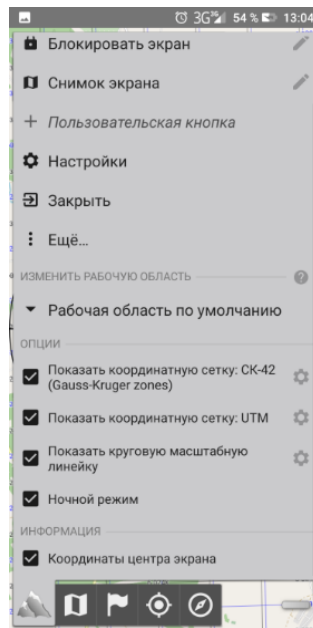 3G 54 % 13:04
Блокировать экран
Снимок экрана
Пользовательская кнопка
Настройки
Закрыть
Ещё...
ИЗМЕНИТЬ РАБОЧУЮ ОБЛАСТЬ
Рабочая область по умолчанию
ОПЦИИ
Показать координатную сетку: СК-42
(Gauss-Kruger zones)
Показать координатную сетку: UTM
Показать круговую масштабную
линейку
Ночной режим
ИНФОРМАЦИЯ
Координаты центра экрана